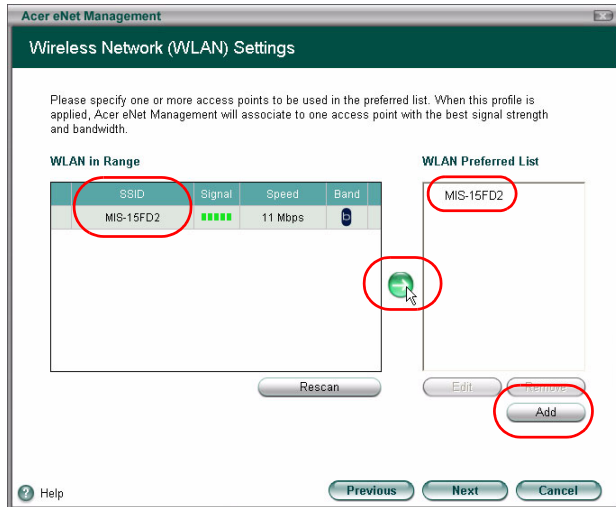 Acer eNet Management
Wireless Network (WLAN) Settings
Please specify one or more access points to be used in the preferred list. When this profile is
applied, Acer eNet Management will associate to one access point with the best signal strength
and bandwidth.
WLAN in Range
WLAN Preferred List
SSID Signal Speed Band
MIS-15FD2 11 Mbps b
MIS-15FD2
Rescan
Edit Remove
Add
Help
Previous Next Cancel